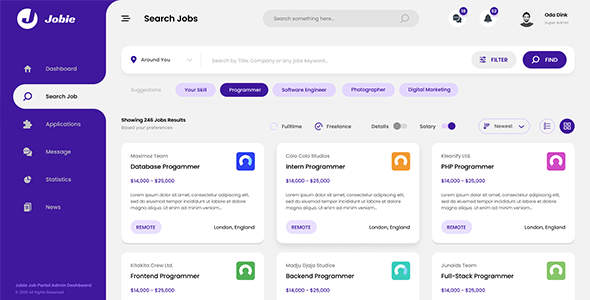 Jobie
Search Jobs
Search something here...
Oda Dink
Super Admin
Dashboard
Search Job
Applications
Message
Statistics
News
Jobie Job Portal Admin Dashboard
Around You
Search by Title, Company or any jobs keyword...
FILTER
FIND
Suggestions
Your Skill
Programmer
Software Engineer
Photographer
Digital Marketing
Showing 246 Jobs Results
Based your preferences
Fulltime
Freelance
Details
Salary
Newest
Maximoz Team
Database Progammer
$14,000 - $25,000
Lorem ipsum dolor sit amet, consectetur adipiscing elit,
sed do eiusmod tempor incididunt ut labore et dolore
magna aliqua. Ut enim ad minim veniam...
REMOTE
London, England
Colo Colo Studios
Intern Programmer
$14,000 - $25,000
Lorem ipsum dolor sit amet, consectetur adipiscing elit,
sed do eiusmod tempor incididunt ut labore et dolore
magna aliqua. Ut enim ad minim veniam...
REMOTE
London, England
Kleanify Ltd.
PHP Programmer
$14,000 - $25,000
Lorem ipsum dolor sit amet, consectetur adipiscing elit,
sed do eiusmod tempor incididunt ut labore et dolore
magna aliqua. Ut enim ad minim veniam...
REMOTE
London, England
Kitakita Crew Ltd.
Frontend Programmer
$14,000 - $25,000
Madju Djaja Studios
Backend Programmer
$14,000 - $25,000
Junoids Team
Full-Stack Programmer
$14,000 - $25,000